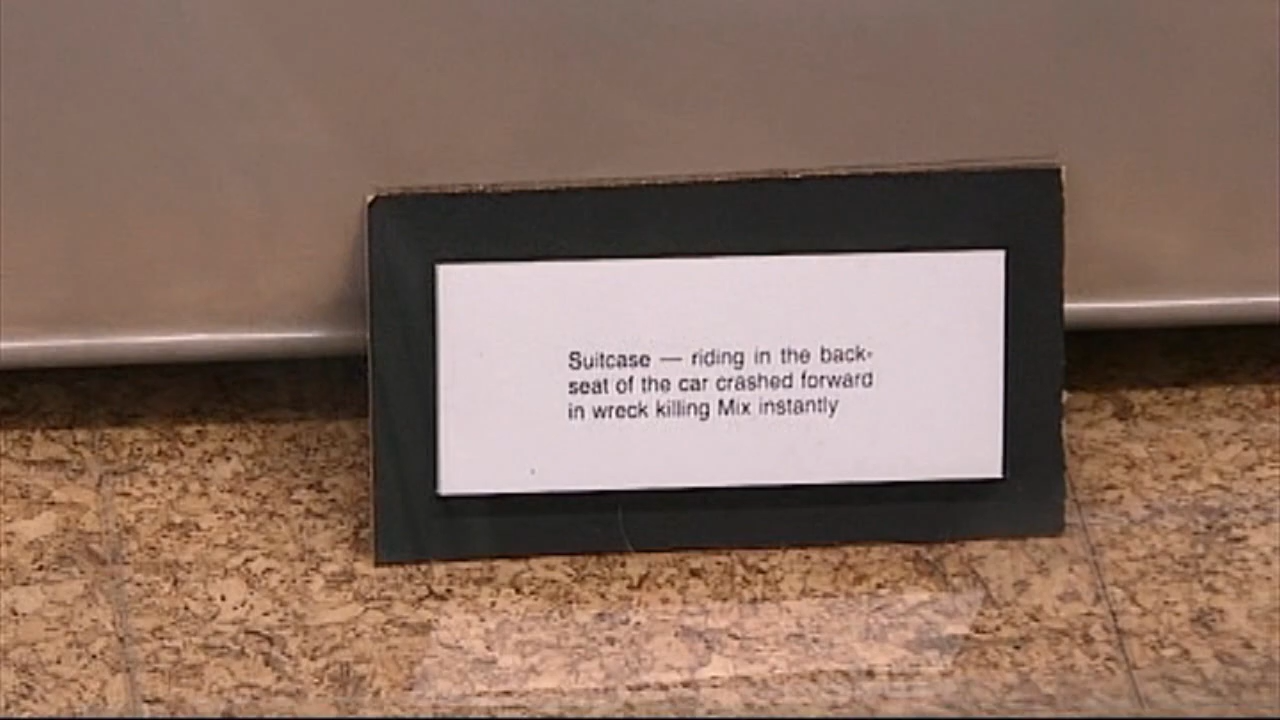 Suitcase — riding in the back-
seat of the car crashed forward
in wreck killing Mix instantly